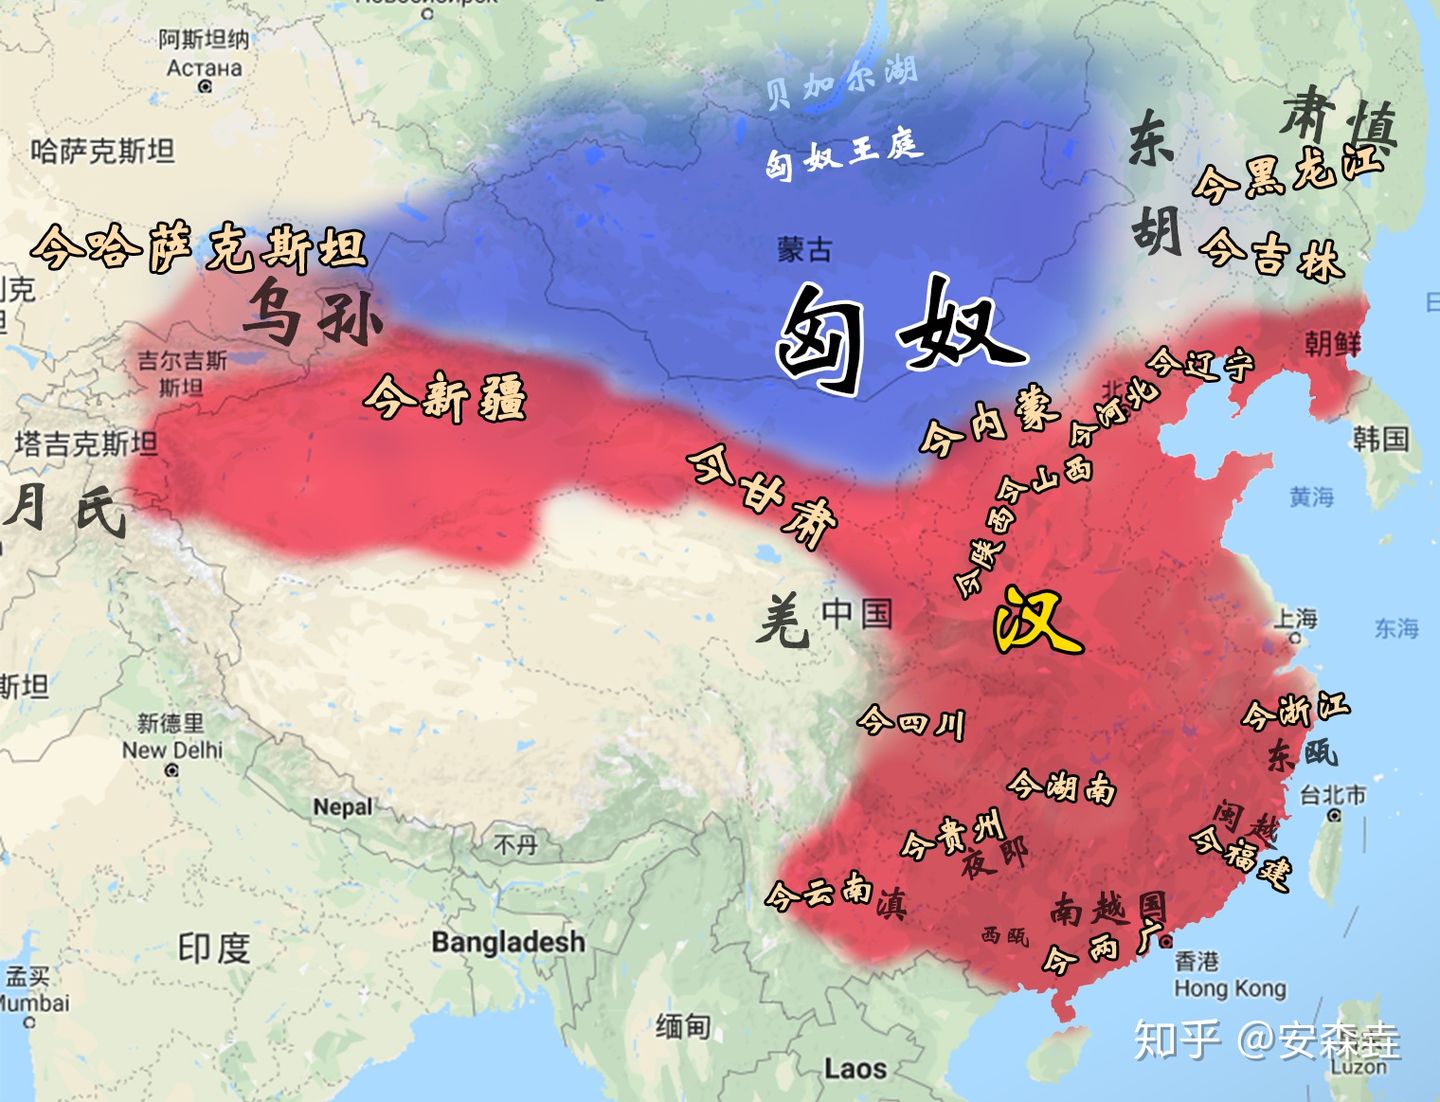 阿斯坦纳
Астана
哈萨克斯坦
贝加尔湖
匈奴王庭
东胡
肃慎
今黑龙江
今吉林
今哈萨克斯坦
乌孙
蒙古
匈奴
朝鲜
吉尔吉斯
斯坦
今新疆
今辽宁
今河北
北
今内蒙
塔吉克斯坦
韩国
今山西
今甘肃
月氏
黄海
今陕西
羌
中国
汉
上海
东海
斯坦
新德里
New Delhi
今四川
今浙江
东瓯
Nepal
今湖南
台北市
不丹
今贵州
夜郎
闽越
今福建
今云南
滇
南越国
西瓯
今两广
印度
Bangladesh
香港
Hong Kong
孟买
Mumbai
缅甸
Laos
知乎 @安森垚
Luzon